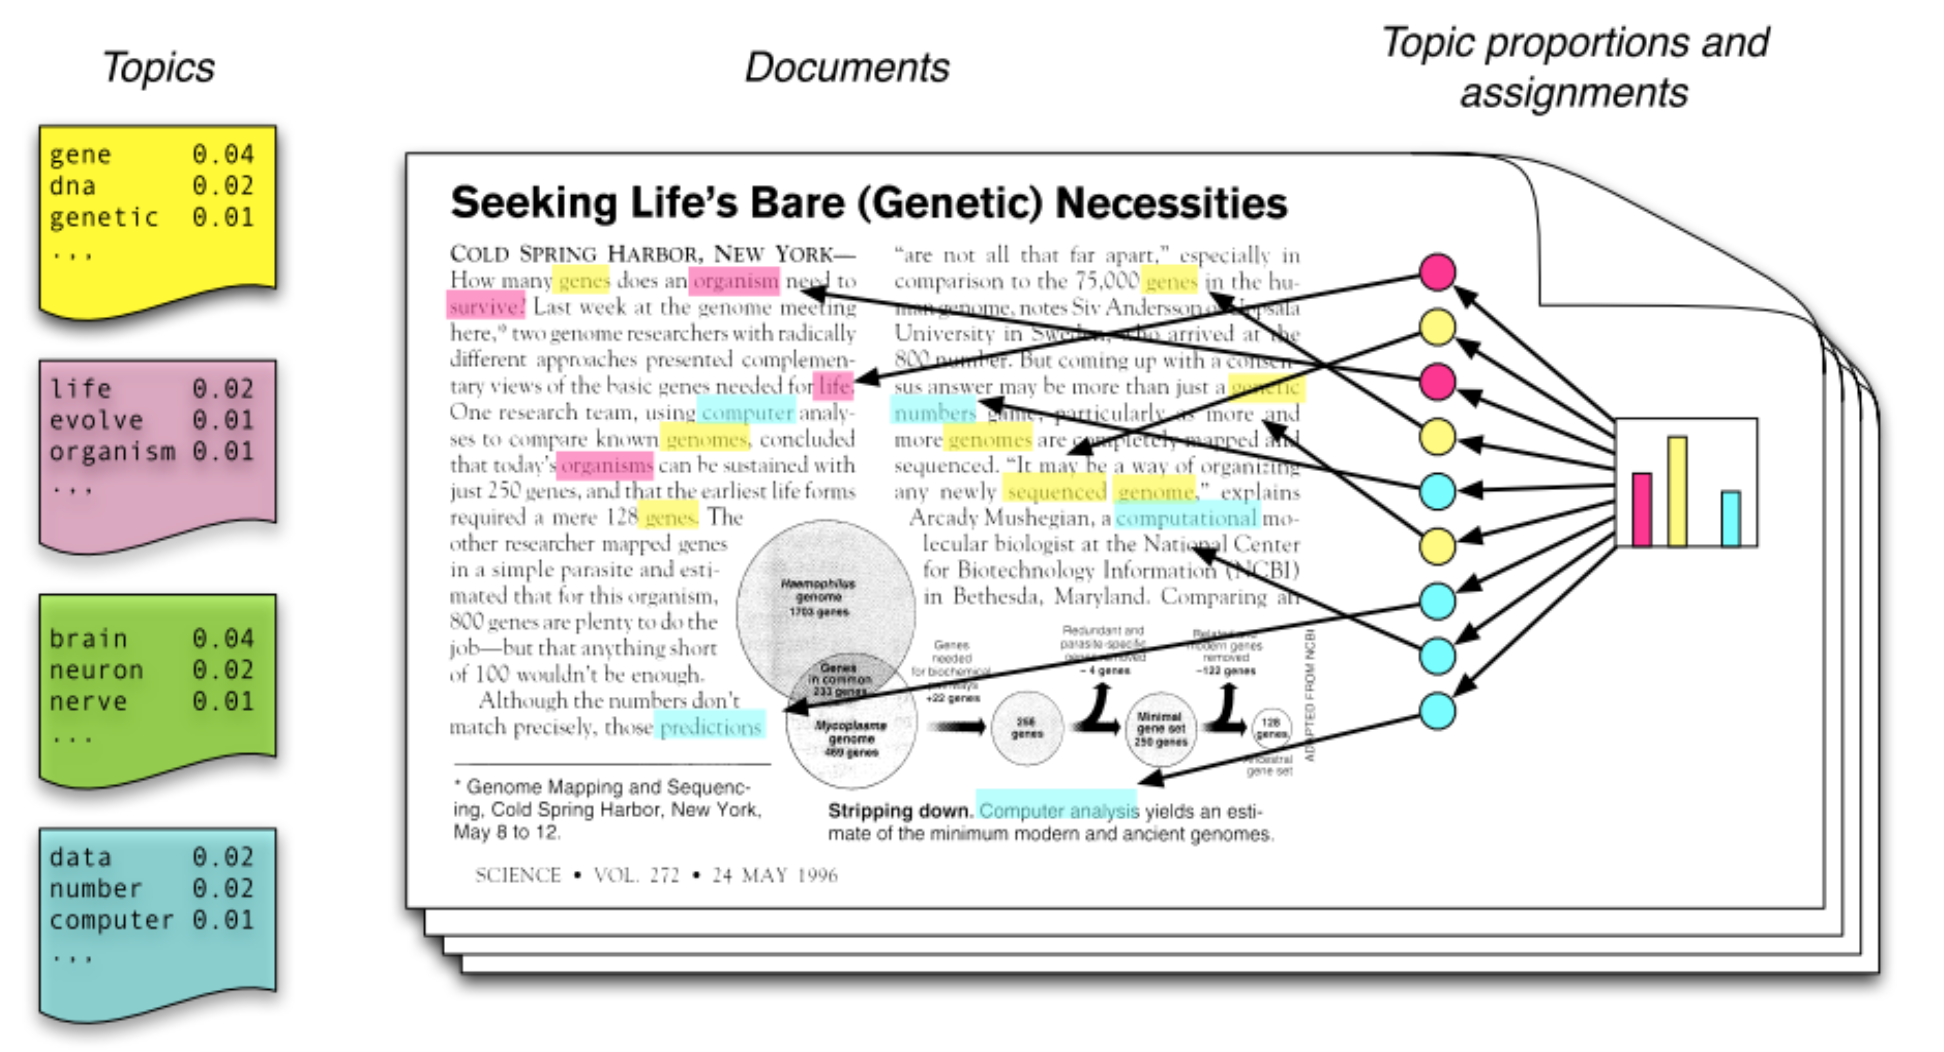 Topics
Documents
Topic proportions and
assignments
gene 0.04
dna 0.02
genetic 0.01
...
life 0.02
evolve 0.01
organism 0.01
...
brain 0.04
neuron 0.02
nerve 0.01
...
data 0.02
number 0.02
computer 0.01
...
Seeking Life's Bare (Genetic) Necessities
COLD SPRING HARBOR, NEW YORK—
How many genes does an organism need to
survive? Last week at the genome meeting
here,* two genome researchers with radically
different approaches presented complemen-
tary views of the basic genes needed for life.
One research team, using computer analy-
ses to compare known genomes, concluded
that today's organisms can be sustained with
just 250 genes, and that the earliest life forms
required a mere 128 genes. The
other researcher mapped genes
in a simple parasite and esti-
mated that for this organism,
800 genes are plenty to do the
job—but that anything short
of 100 wouldn't be enough.
Although the numbers don't
match precisely, those predictions
* Genome Mapping and Sequenc-
ing, Cold Spring Harbor, New York,
May 8 to 12.
"are not all that far apart," especially in
comparison to the 75,000 genes in the hu-
man genome, notes Siv Andersson of Uppsala
University in Sweden, who arrived at the
800 number. But coming up with a consen-
sus answer may be more than just a genetic
numbers game, particularly as more and
more genomes are completely mapped and
sequenced. "It may be a way of organizing
any newly sequenced genome," explains
Arcady Mushegian, a computational mo-
lecular biologist at the National Center
for Biotechnology Information (NCBI)
in Bethesda, Maryland. Comparing an
Haemophilus
genome
1703 genes
Genes
in common
233 genes
Mycoplasma
genome
469 genes
Genes
needed
for biochemical
pathways
+22 genes
256
genes
Redundant and
parasite-specific
genes removed
– 4 genes
Minimal
gene set
250 genes
Related and
modern genes
removed
–122 genes
128
genes
Ancestral
gene set
ADAPTED FROM NCBI
Stripping down. Computer analysis yields an esti-
mate of the minimum modern and ancient genomes.
SCIENCE • VOL. 272 • 24 MAY 1996